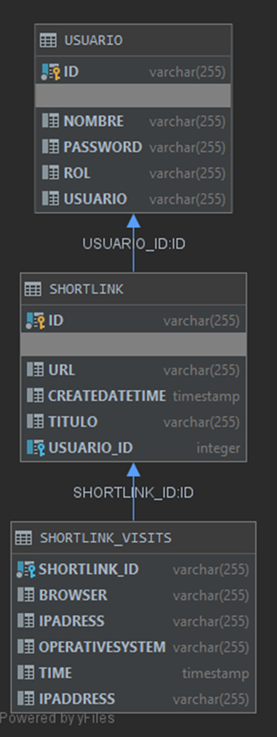 USUARIO
ID varchar(255)
NOMBRE varchar(255)
PASSWORD varchar(255)
ROL varchar(255)
USUARIO varchar(255)
USUARIO_ID:ID
SHORTLINK
ID varchar(255)
URL varchar(255)
CREATEDATETIME timestamp
TITULO varchar(255)
USUARIO_ID integer
SHORTLINK_ID:ID
SHORTLINK_VISITS
SHORTLINK_ID varchar(255)
BROWSER varchar(255)
IPADRESS varchar(255)
OPERATIVESYSTEM varchar(255)
TIME timestamp
IPADDRESS varchar(255)
Powered by yFiles